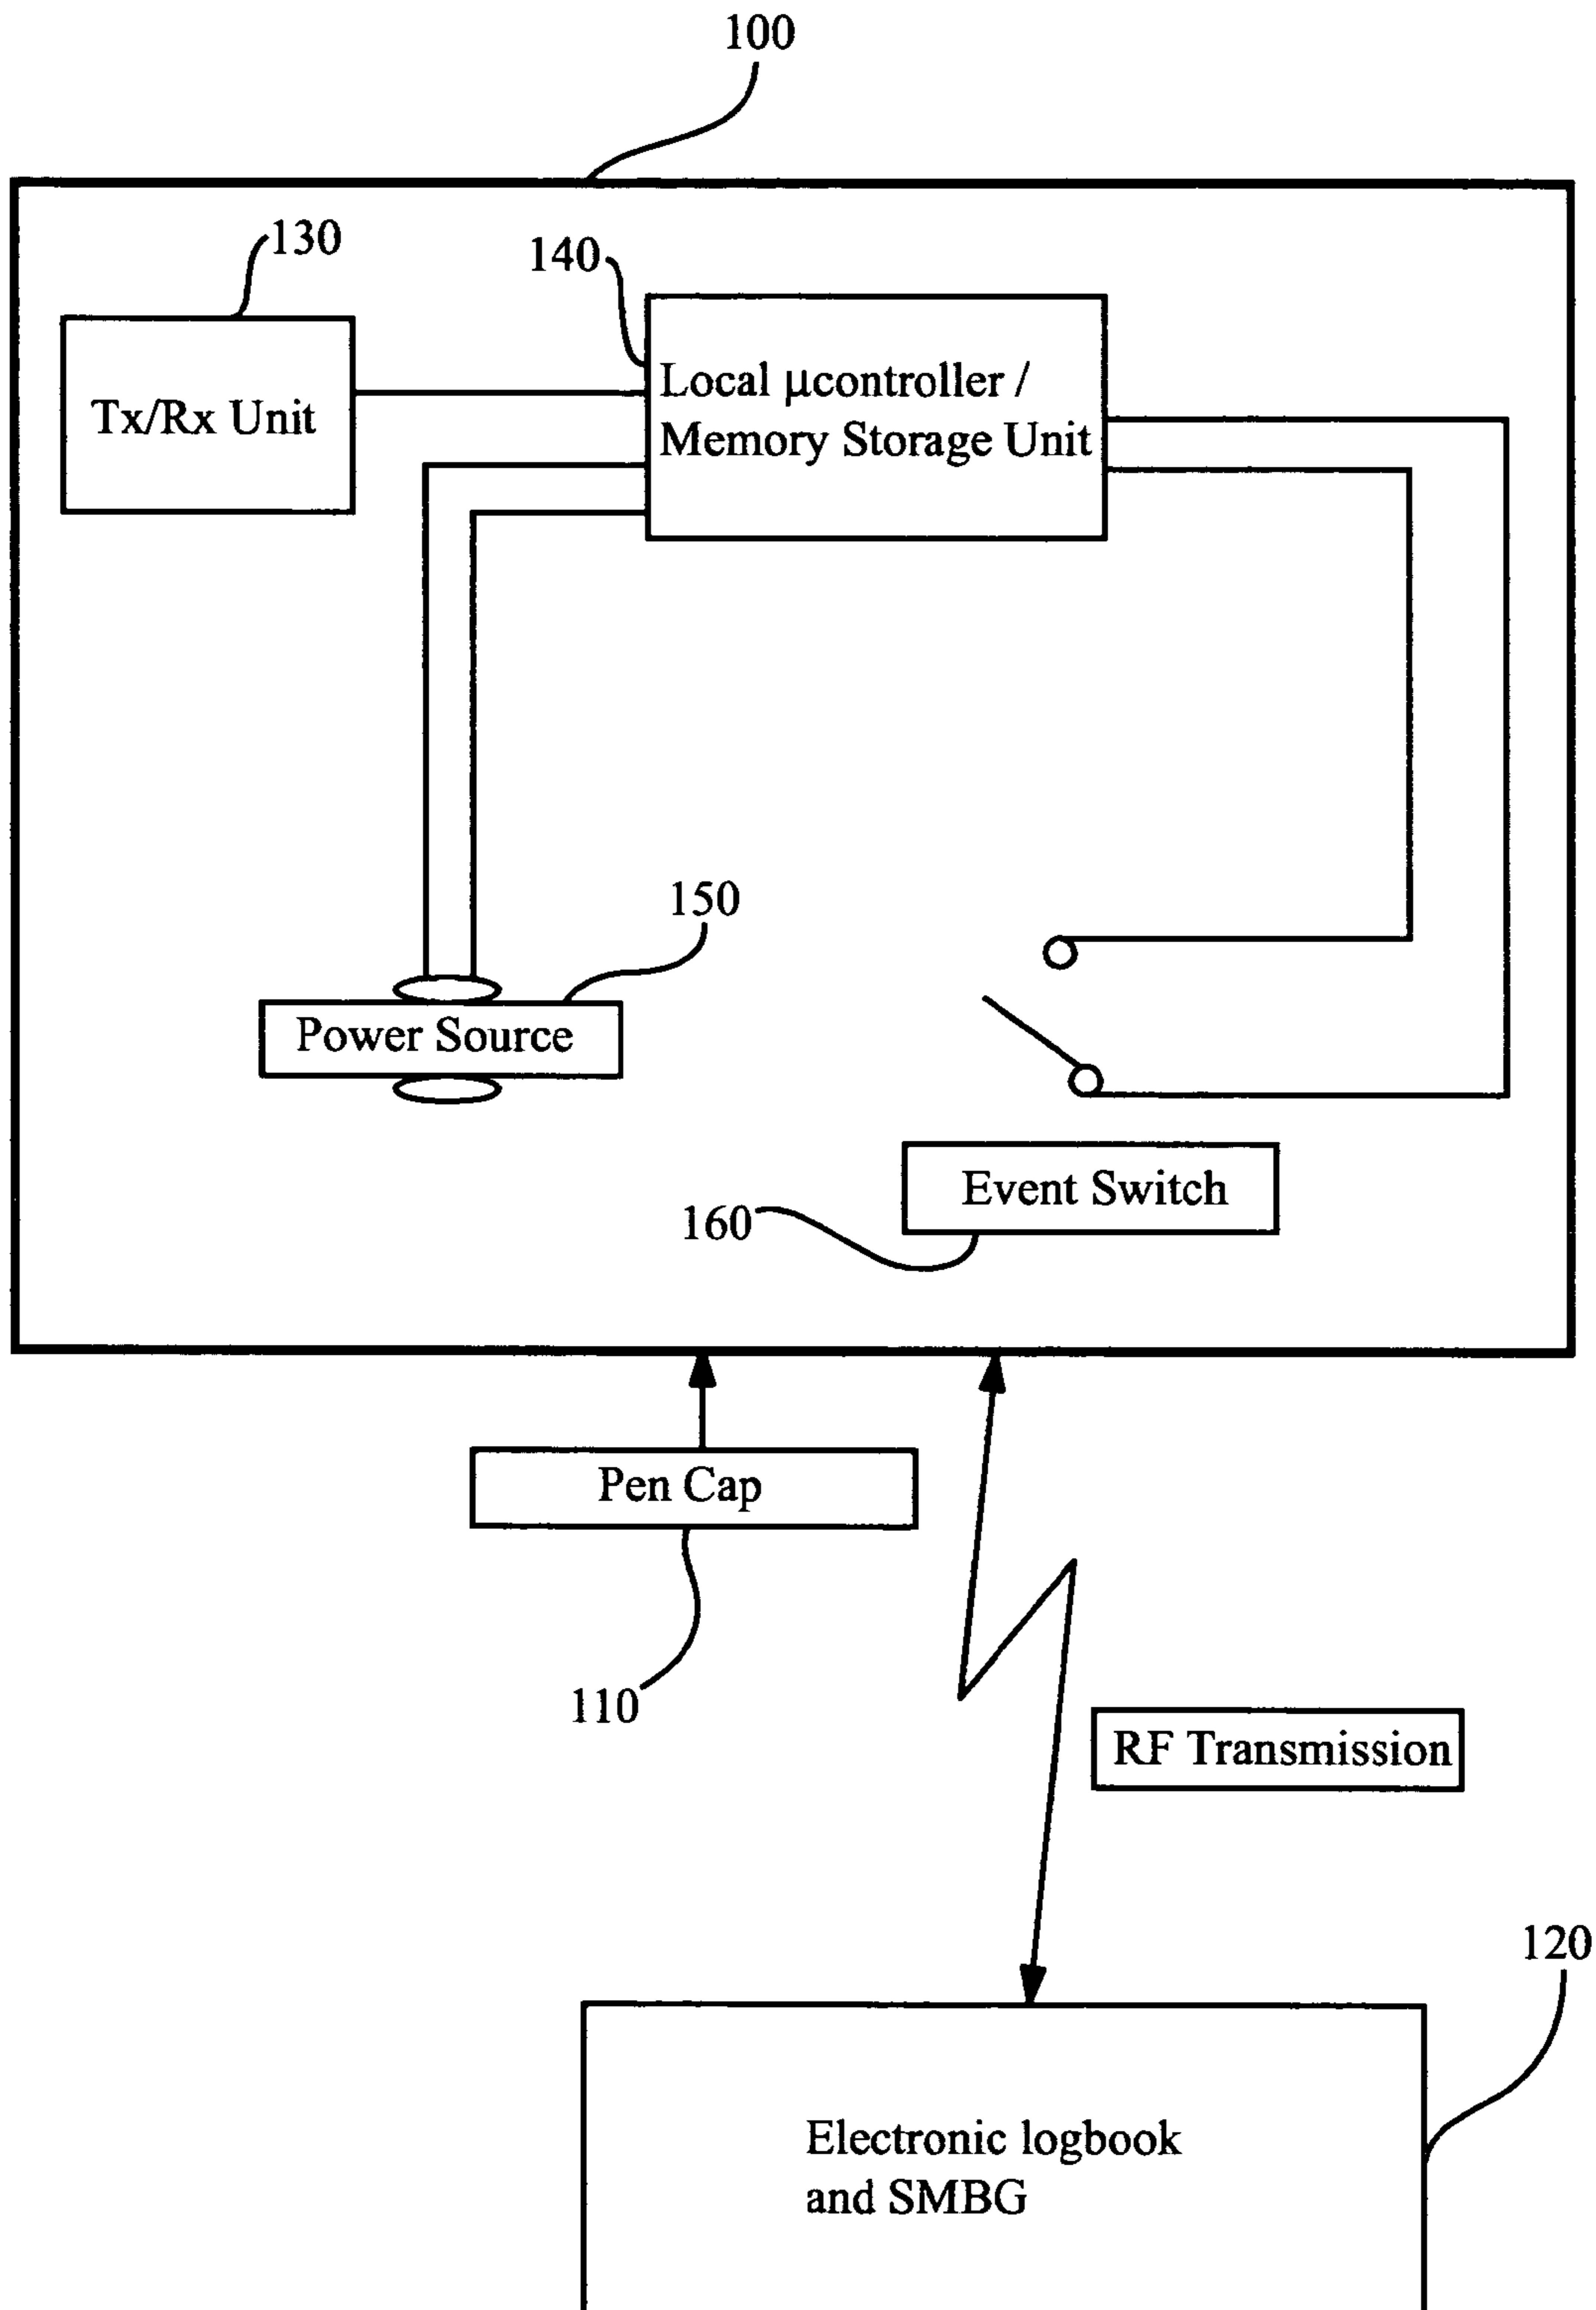 100
130
140
Tx/Rx Unit
Local μcontroller /
Memory Storage Unit
150
Power Source
Event Switch
160
Pen Cap
110
RF Transmission
120
Electronic logbook
and SMBG